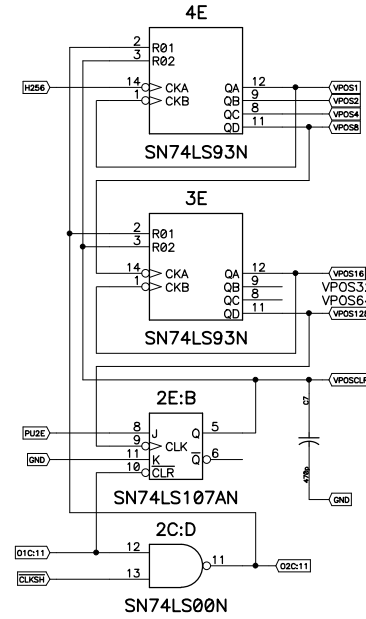 4E
2 R01
3 R02
H256 14 CKA QA 12 VPOS1
1 CKB QB 9 VPOS2
QC 8 VPOS4
QD 11 VPOS8
SN74LS93N
3E
2 R01
3 R02
14 CKA QA 12 VPOS16
1 CKB QB 9
QC 8
QD 11
SN74LS93N
VPOSCLR
2E:B
C7
470p
PU2E 8 J Q 5
9 CLK
GND 11 K Q 6
10 CLR
GND
SN74LS107AN
2C:D
O1C:11 12
11 O2C:11
CLKSH 13
SN74LS00N